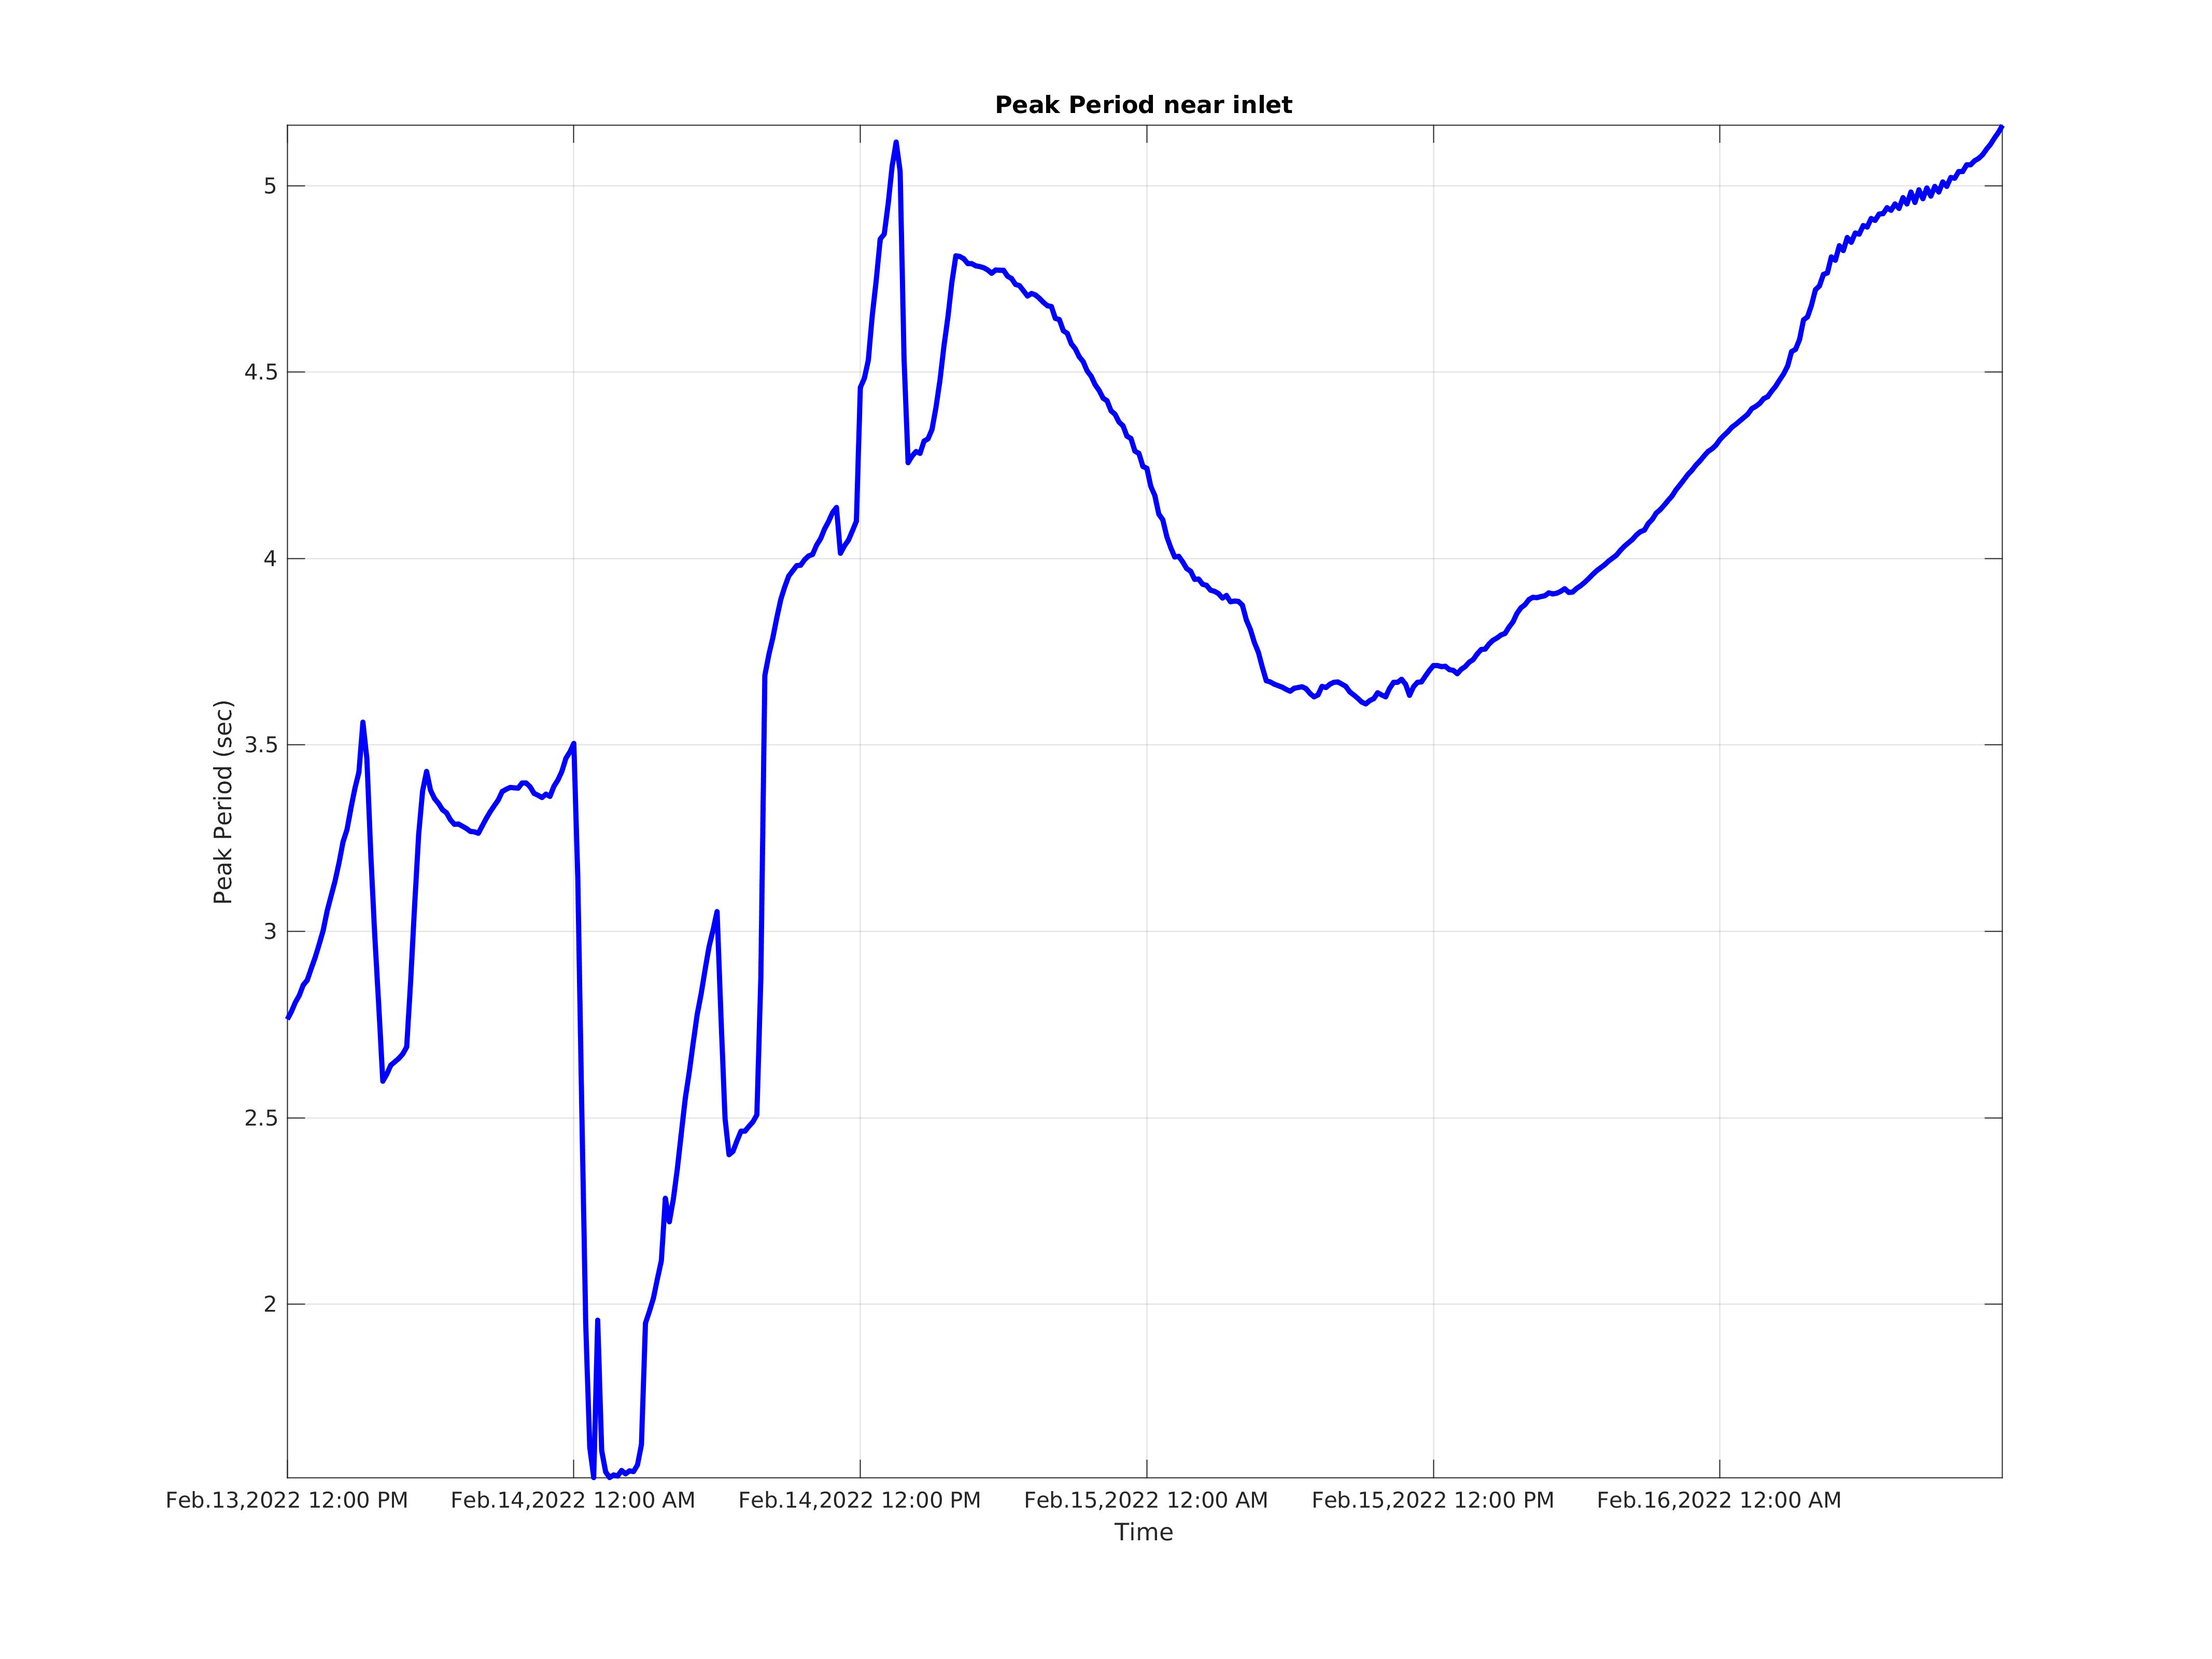 Peak Period near inlet
5
4.5
4
3.5
3
2.5
2
Peak Period (sec)
Feb.13,2022 12:00 PM
Feb.14,2022 12:00 AM
Feb.14,2022 12:00 PM
Feb.15,2022 12:00 AM
Feb.15,2022 12:00 PM
Feb.16,2022 12:00 AM
Time